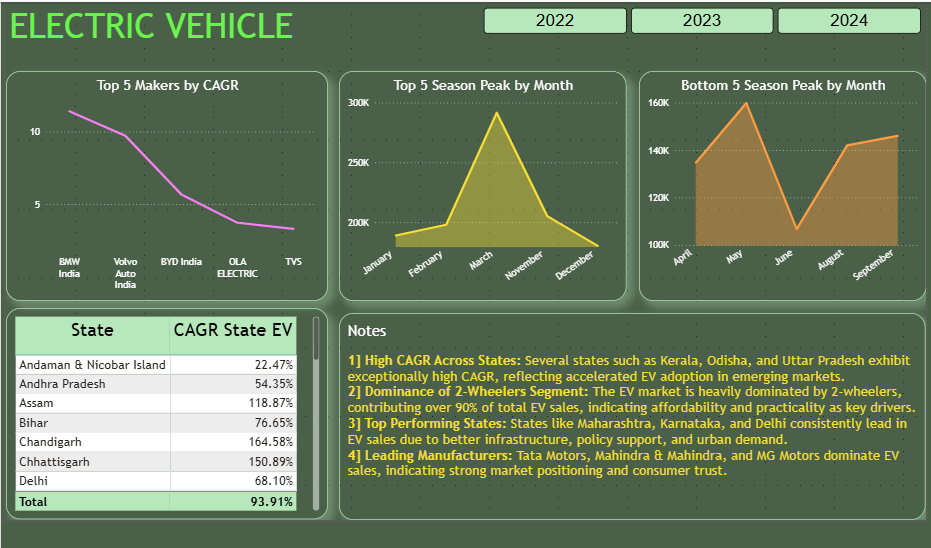 ELECTRIC VEHICLE
2022
2023
2024
Top 5 Makers by CAGR
10
5
BMW India
Volvo Auto India
BYD India
OLA ELECTRIC
TVS
Top 5 Season Peak by Month
300K
250K
200K
January
February
March
November
December
Bottom 5 Season Peak by Month
160K
140K
120K
100K
April
May
June
August
September
State CAGR State EV
Andaman & Nicobar Island 22.47%
Andhra Pradesh 54.35%
Assam 118.87%
Bihar 76.65%
Chandigarh 164.58%
Chhattisgarh 150.89%
Delhi 68.10%
Total 93.91%
Notes
1] High CAGR Across States: Several states such as Kerala, Odisha, and Uttar Pradesh exhibit
exceptionally high CAGR, reflecting accelerated EV adoption in emerging markets.
2] Dominance of 2-Wheelers Segment: The EV market is heavily dominated by 2-wheelers,
contributing over 90% of total EV sales, indicating affordability and practicality as key drivers.
3] Top Performing States: States like Maharashtra, Karnataka, and Delhi consistently lead in
EV sales due to better infrastructure, policy support, and urban demand.
4] Leading Manufacturers: Tata Motors, Mahindra & Mahindra, and MG Motors dominate EV
sales, indicating strong market positioning and consumer trust.